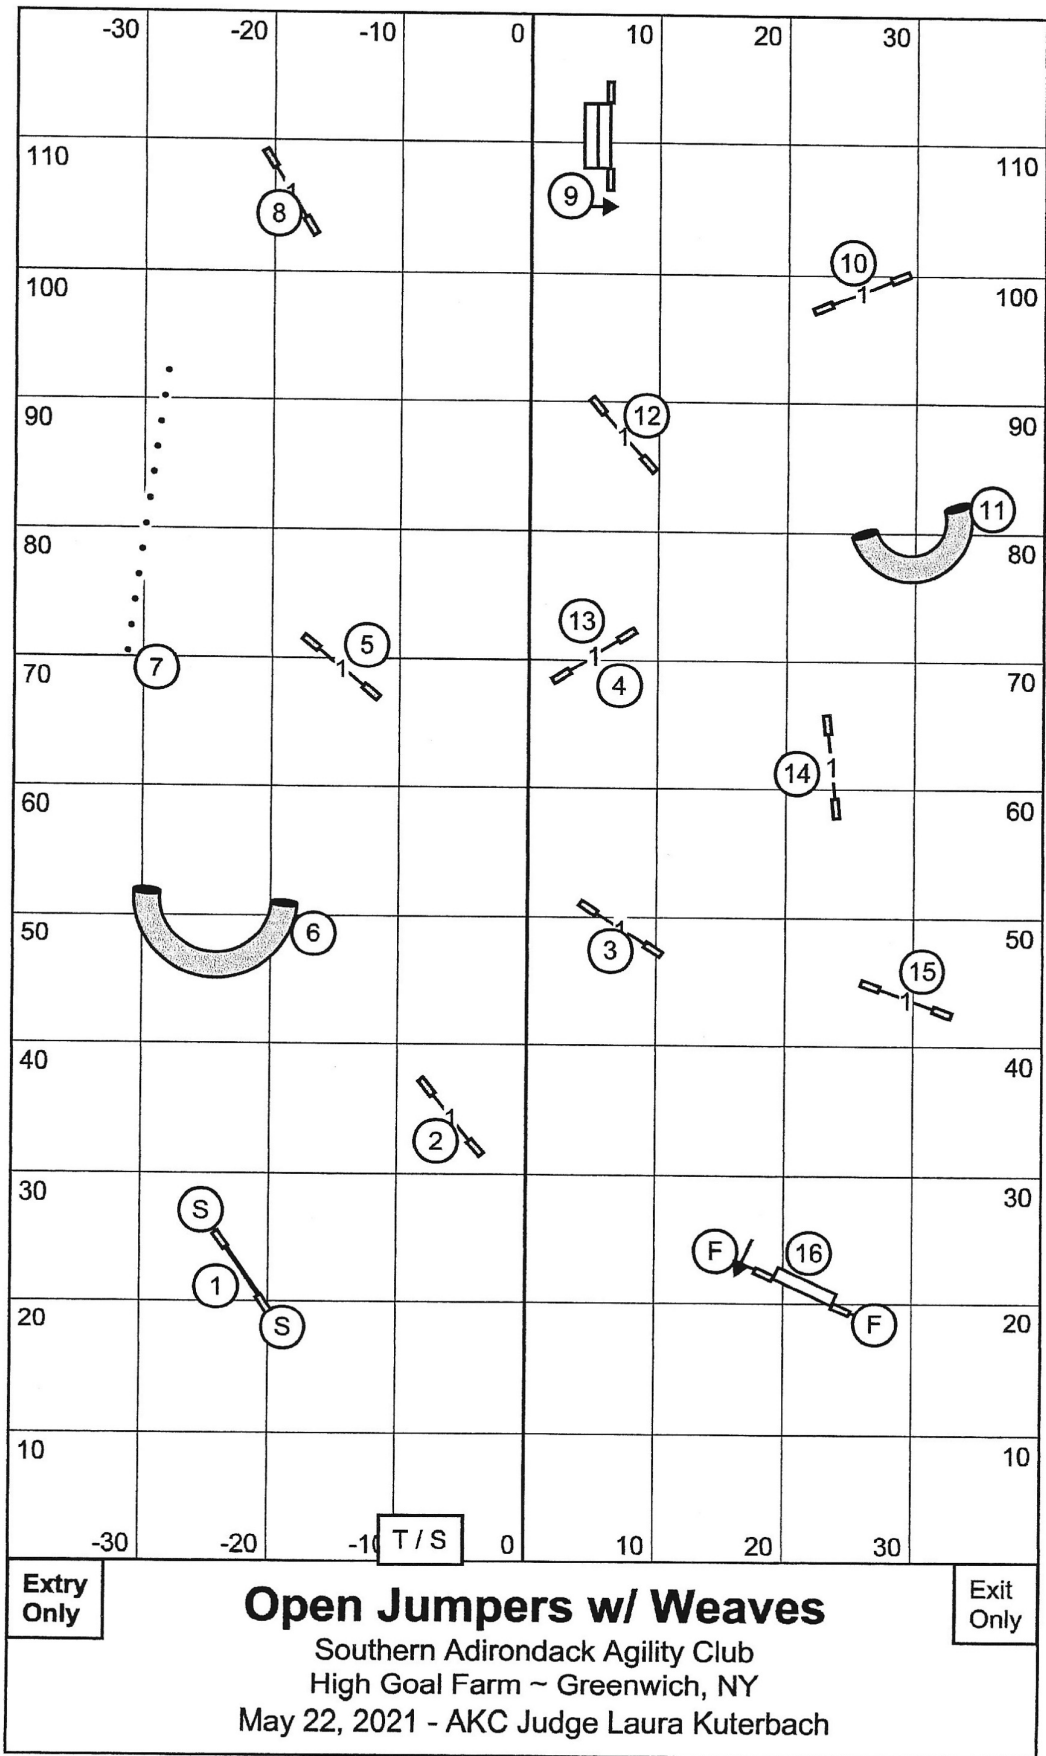 -30 -20 -10 0 10 20 30
110 110
9
8
10
100 100
12
90 90
11
80 80
13
5
7 70 4 70
14
60 60
6 50 3 50
15
40 40
2
30 30
S
F 16
1
20 S F 20
10 10
-30 -20 -10 T / S 0 10 20 30
Extry
Only
Open Jumpers w/ Weaves
Exit
Only
Southern Adirondack Agility Club
High Goal Farm ~ Greenwich, NY
May 22, 2021 - AKC Judge Laura Kuterbach